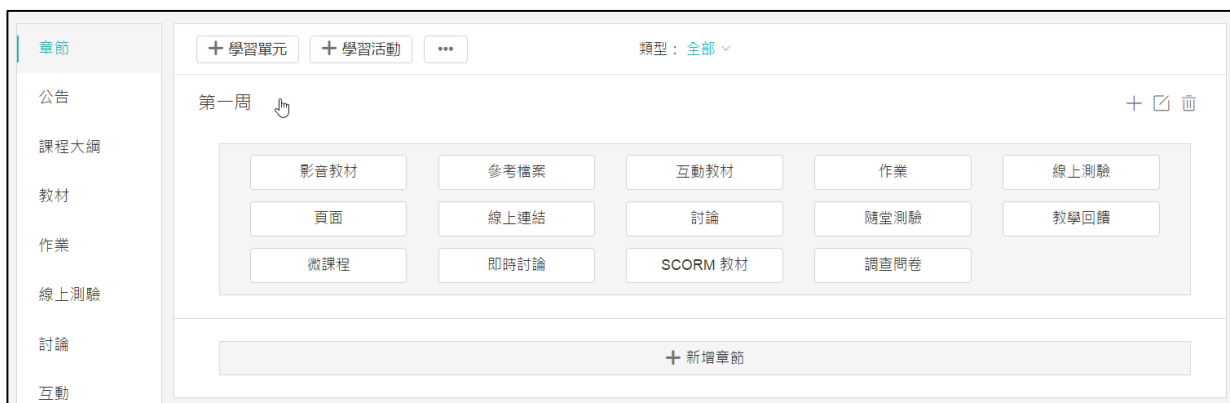 章節
公告
課程大綱
教材
作業
線上測驗
討論
互動
學習單元 學習活動 •••
類型： 全部
第一周
影音教材 參考檔案 互動教材 作業 線上測驗
頁面 線上連結 討論 隨堂測驗 教學回饋
微課程 即時討論 SCORM 教材 調查問卷
新增章節